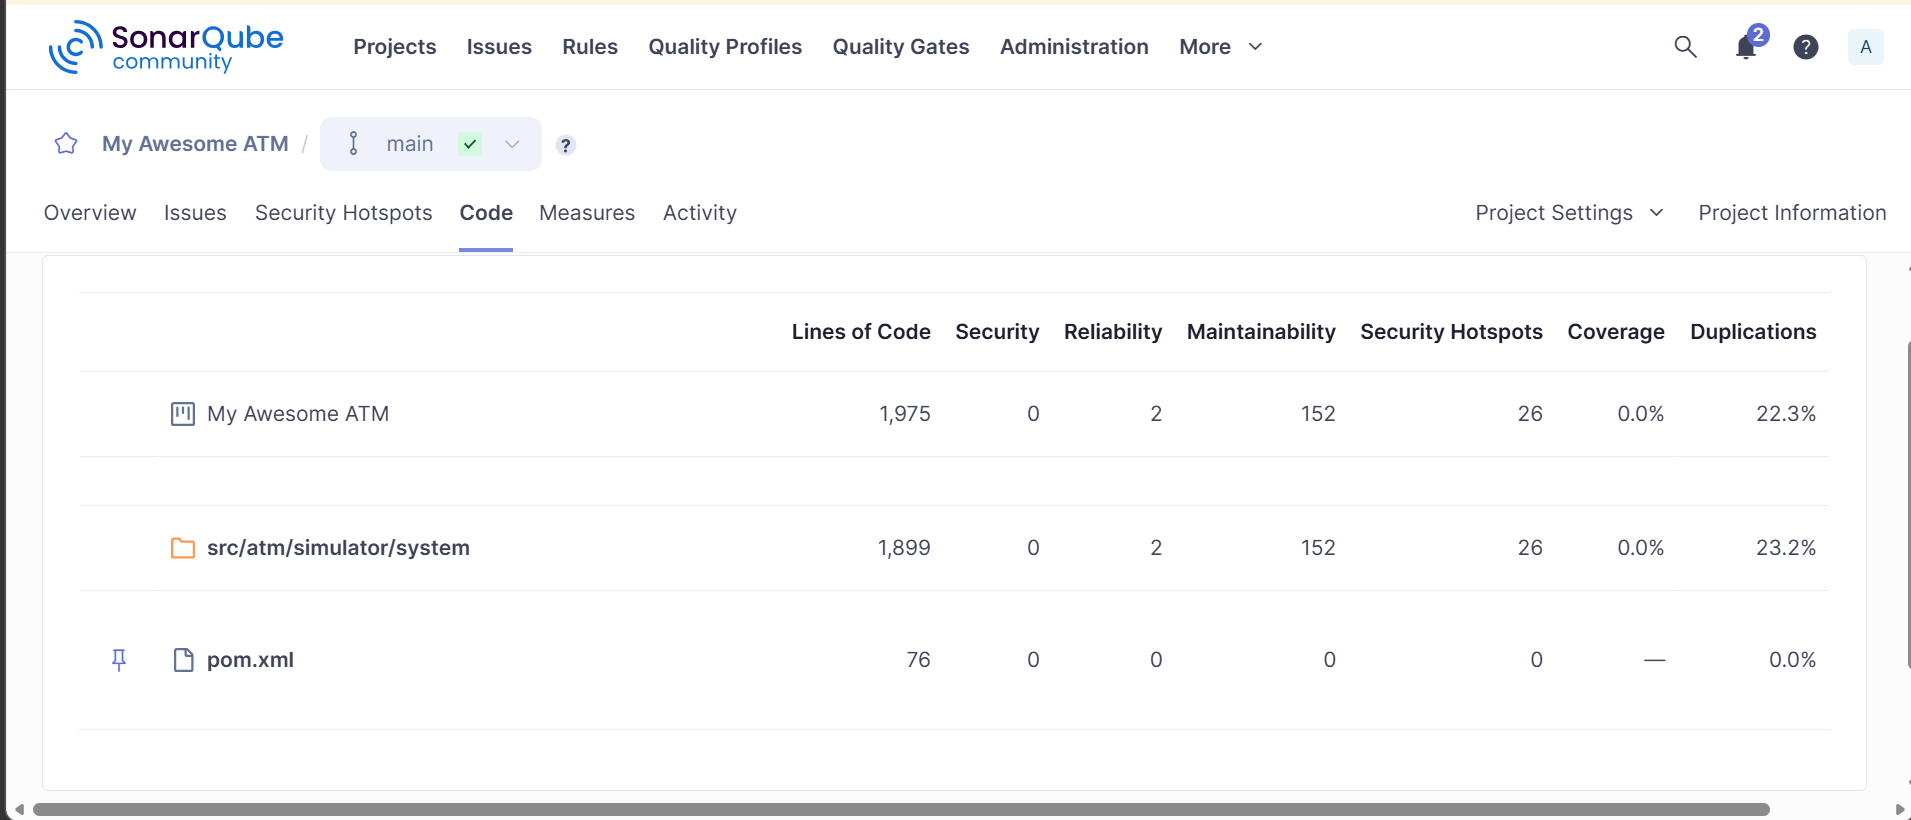 SonarQube
community
Projects Issues Rules Quality Profiles Quality Gates Administration More
2
?
A
My Awesome ATM / main ?
Overview Issues Security Hotspots Code Measures Activity Project Settings Project Information
Lines of Code Security Reliability Maintainability Security Hotspots Coverage Duplications
My Awesome ATM 1,975 0 2 152 26 0.0% 22.3%
src/atm/simulator/system 1,899 0 2 152 26 0.0% 23.2%
pom.xml 76 0 0 0 0 — 0.0%